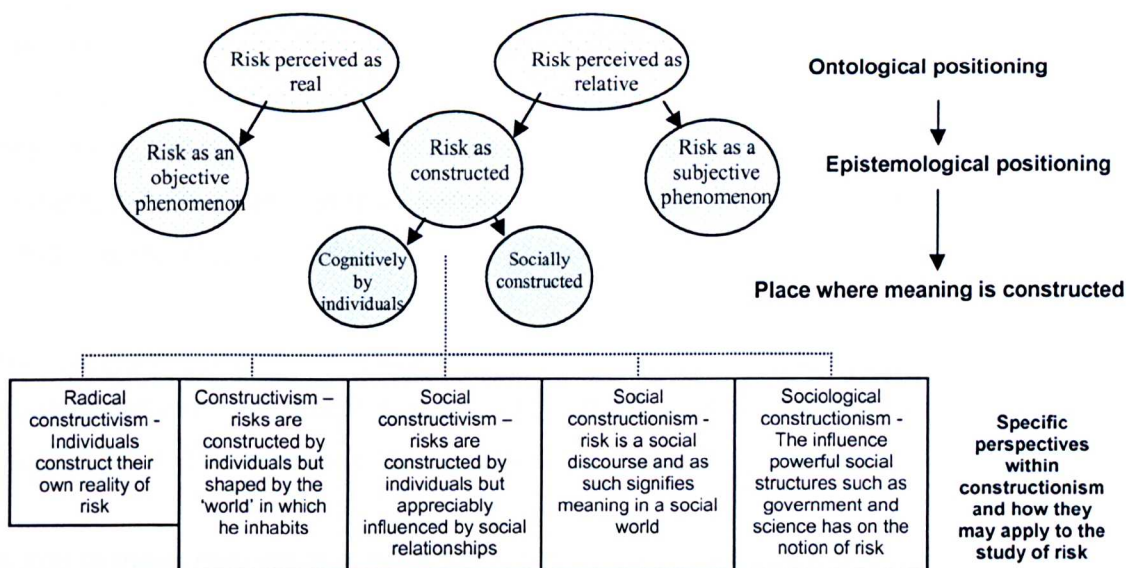 Risk perceived as
real
Risk perceived as
relative
Ontological positioning
Risk as an
objective
phenomenon
Risk as
constructed
Risk as a
subjective
phenomenon
Epistemological positioning
Cognitively
by
individuals
Socially
constructed
Place where meaning is constructed
Radical
constructivism -
Individuals
construct their
own reality of
risk
Constructivism –
risks are
constructed by
individuals but
shaped by the
‘world’ in which
he inhabits
Social
constructivism –
risks are
constructed by
individuals but
appreciably
influenced by social
relationships
Social
constructionism -
risk is a social
discourse and as
such signifies
meaning in a social
world
Sociological
constructionism -
The influence
powerful social
structures such as
government and
science has on the
notion of risk
Specific
perspectives
within
constructionism
and how they
may apply to the
study of risk